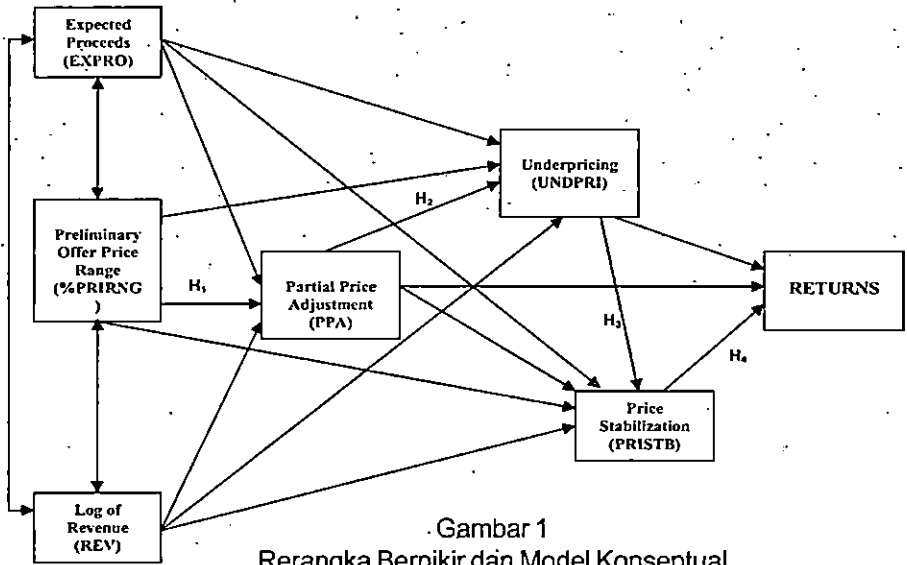 Expected
Proceeds
(EXPRO)
Underpricing
(UNDPRI)
H₂
Preliminary
Offer Price
Range
(%PRIRNG
)
H₁
Partial Price
Adjustment
(PPA)
RETURNS
H₃
H₄
Price
Stabilization
(PRISTB)
Log of
Revenue
(REV)
Gambar 1
Rerangka Berpikir dan Model Konseptual